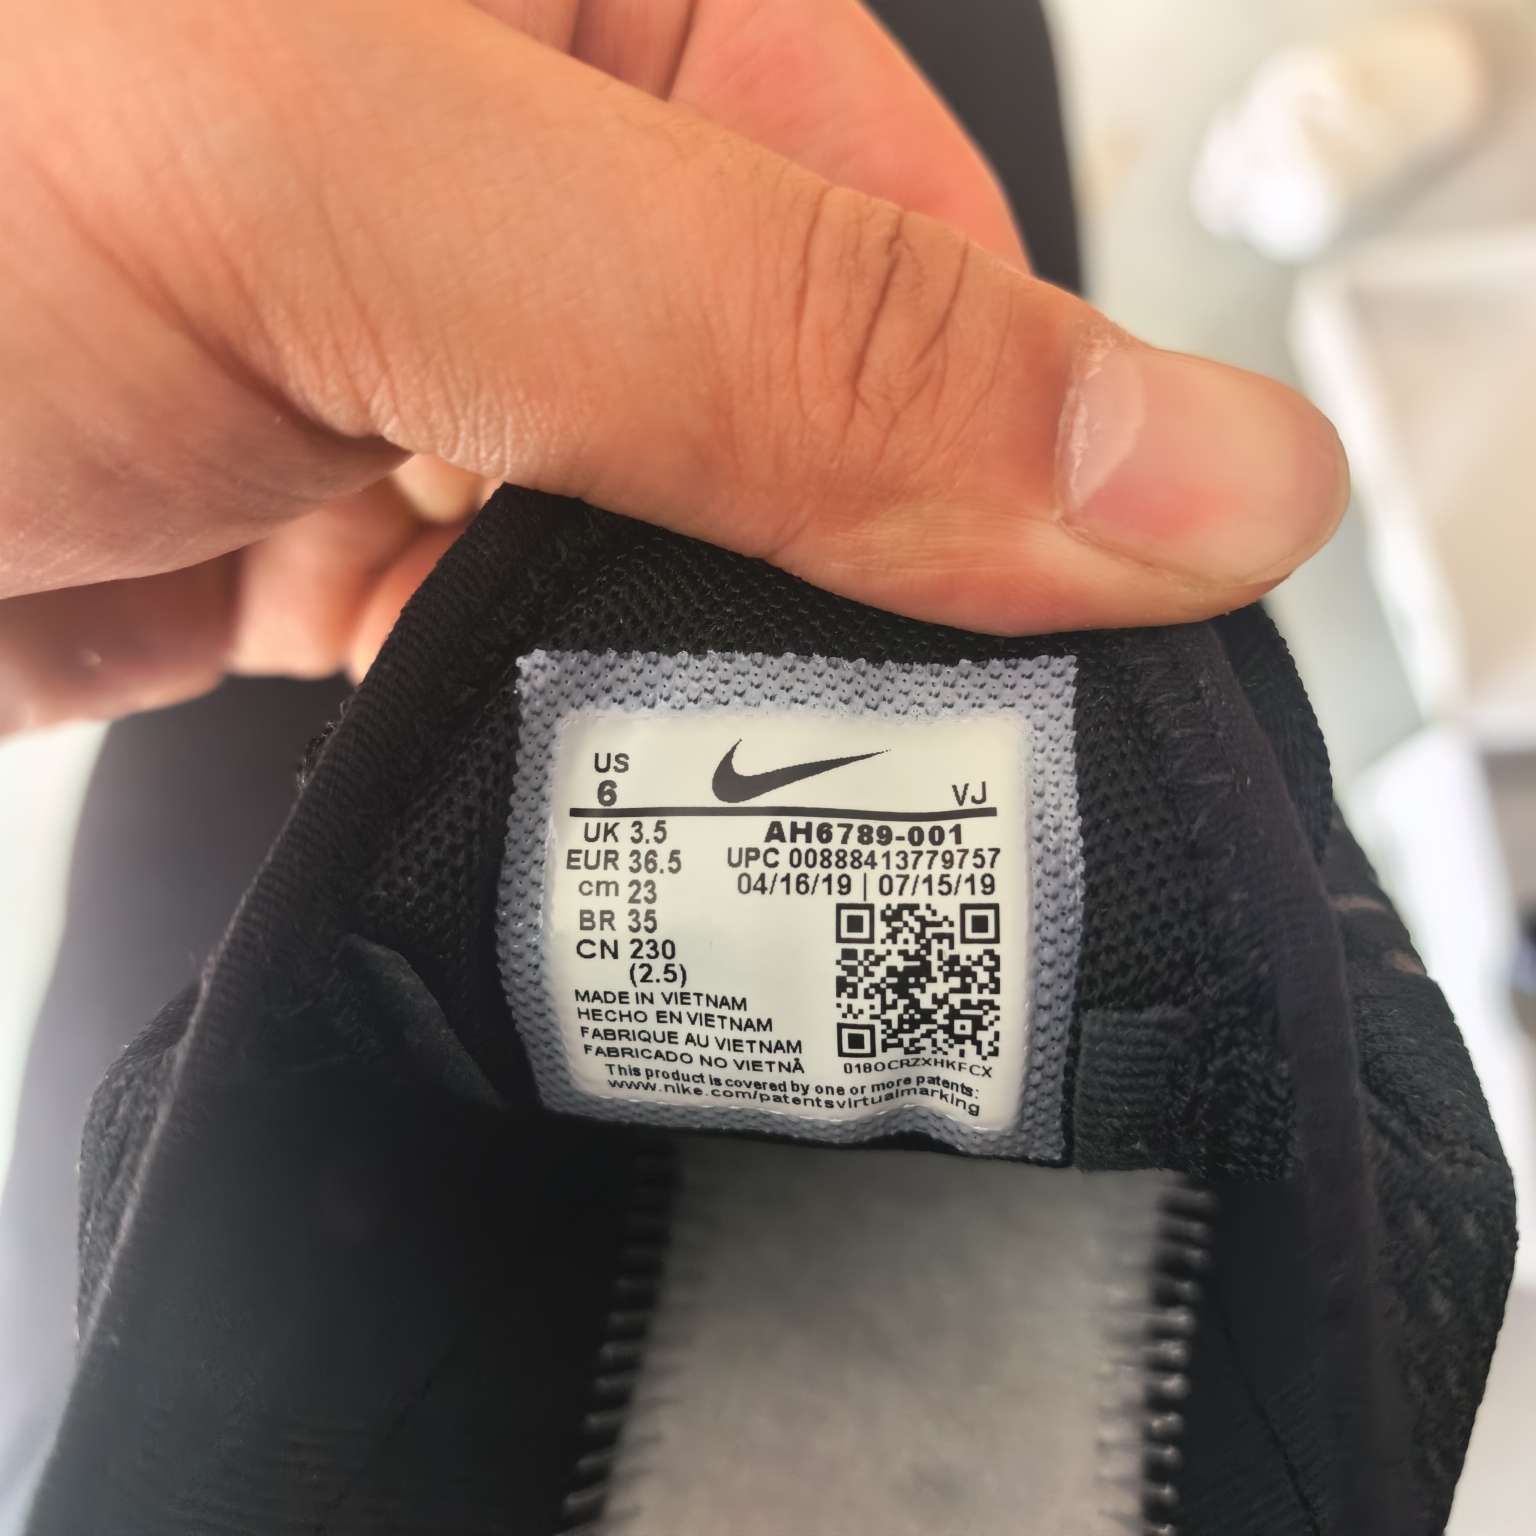 US
6
VJ
UK 3.5
EUR 36.5
cm 23
BR 35
CN 230
(2.5)
AH6789-001
UPC 00888413779757
04/16/19 | 07/15/19
018OCRZXHKFCX
MADE IN VIETNAM
HECHO EN VIETNAM
FABRIQUE AU VIETNAM
FABRICADO NO VIETNÃ
This product is covered by one or more patents:
www.nike.com/patentsvirtualmarking